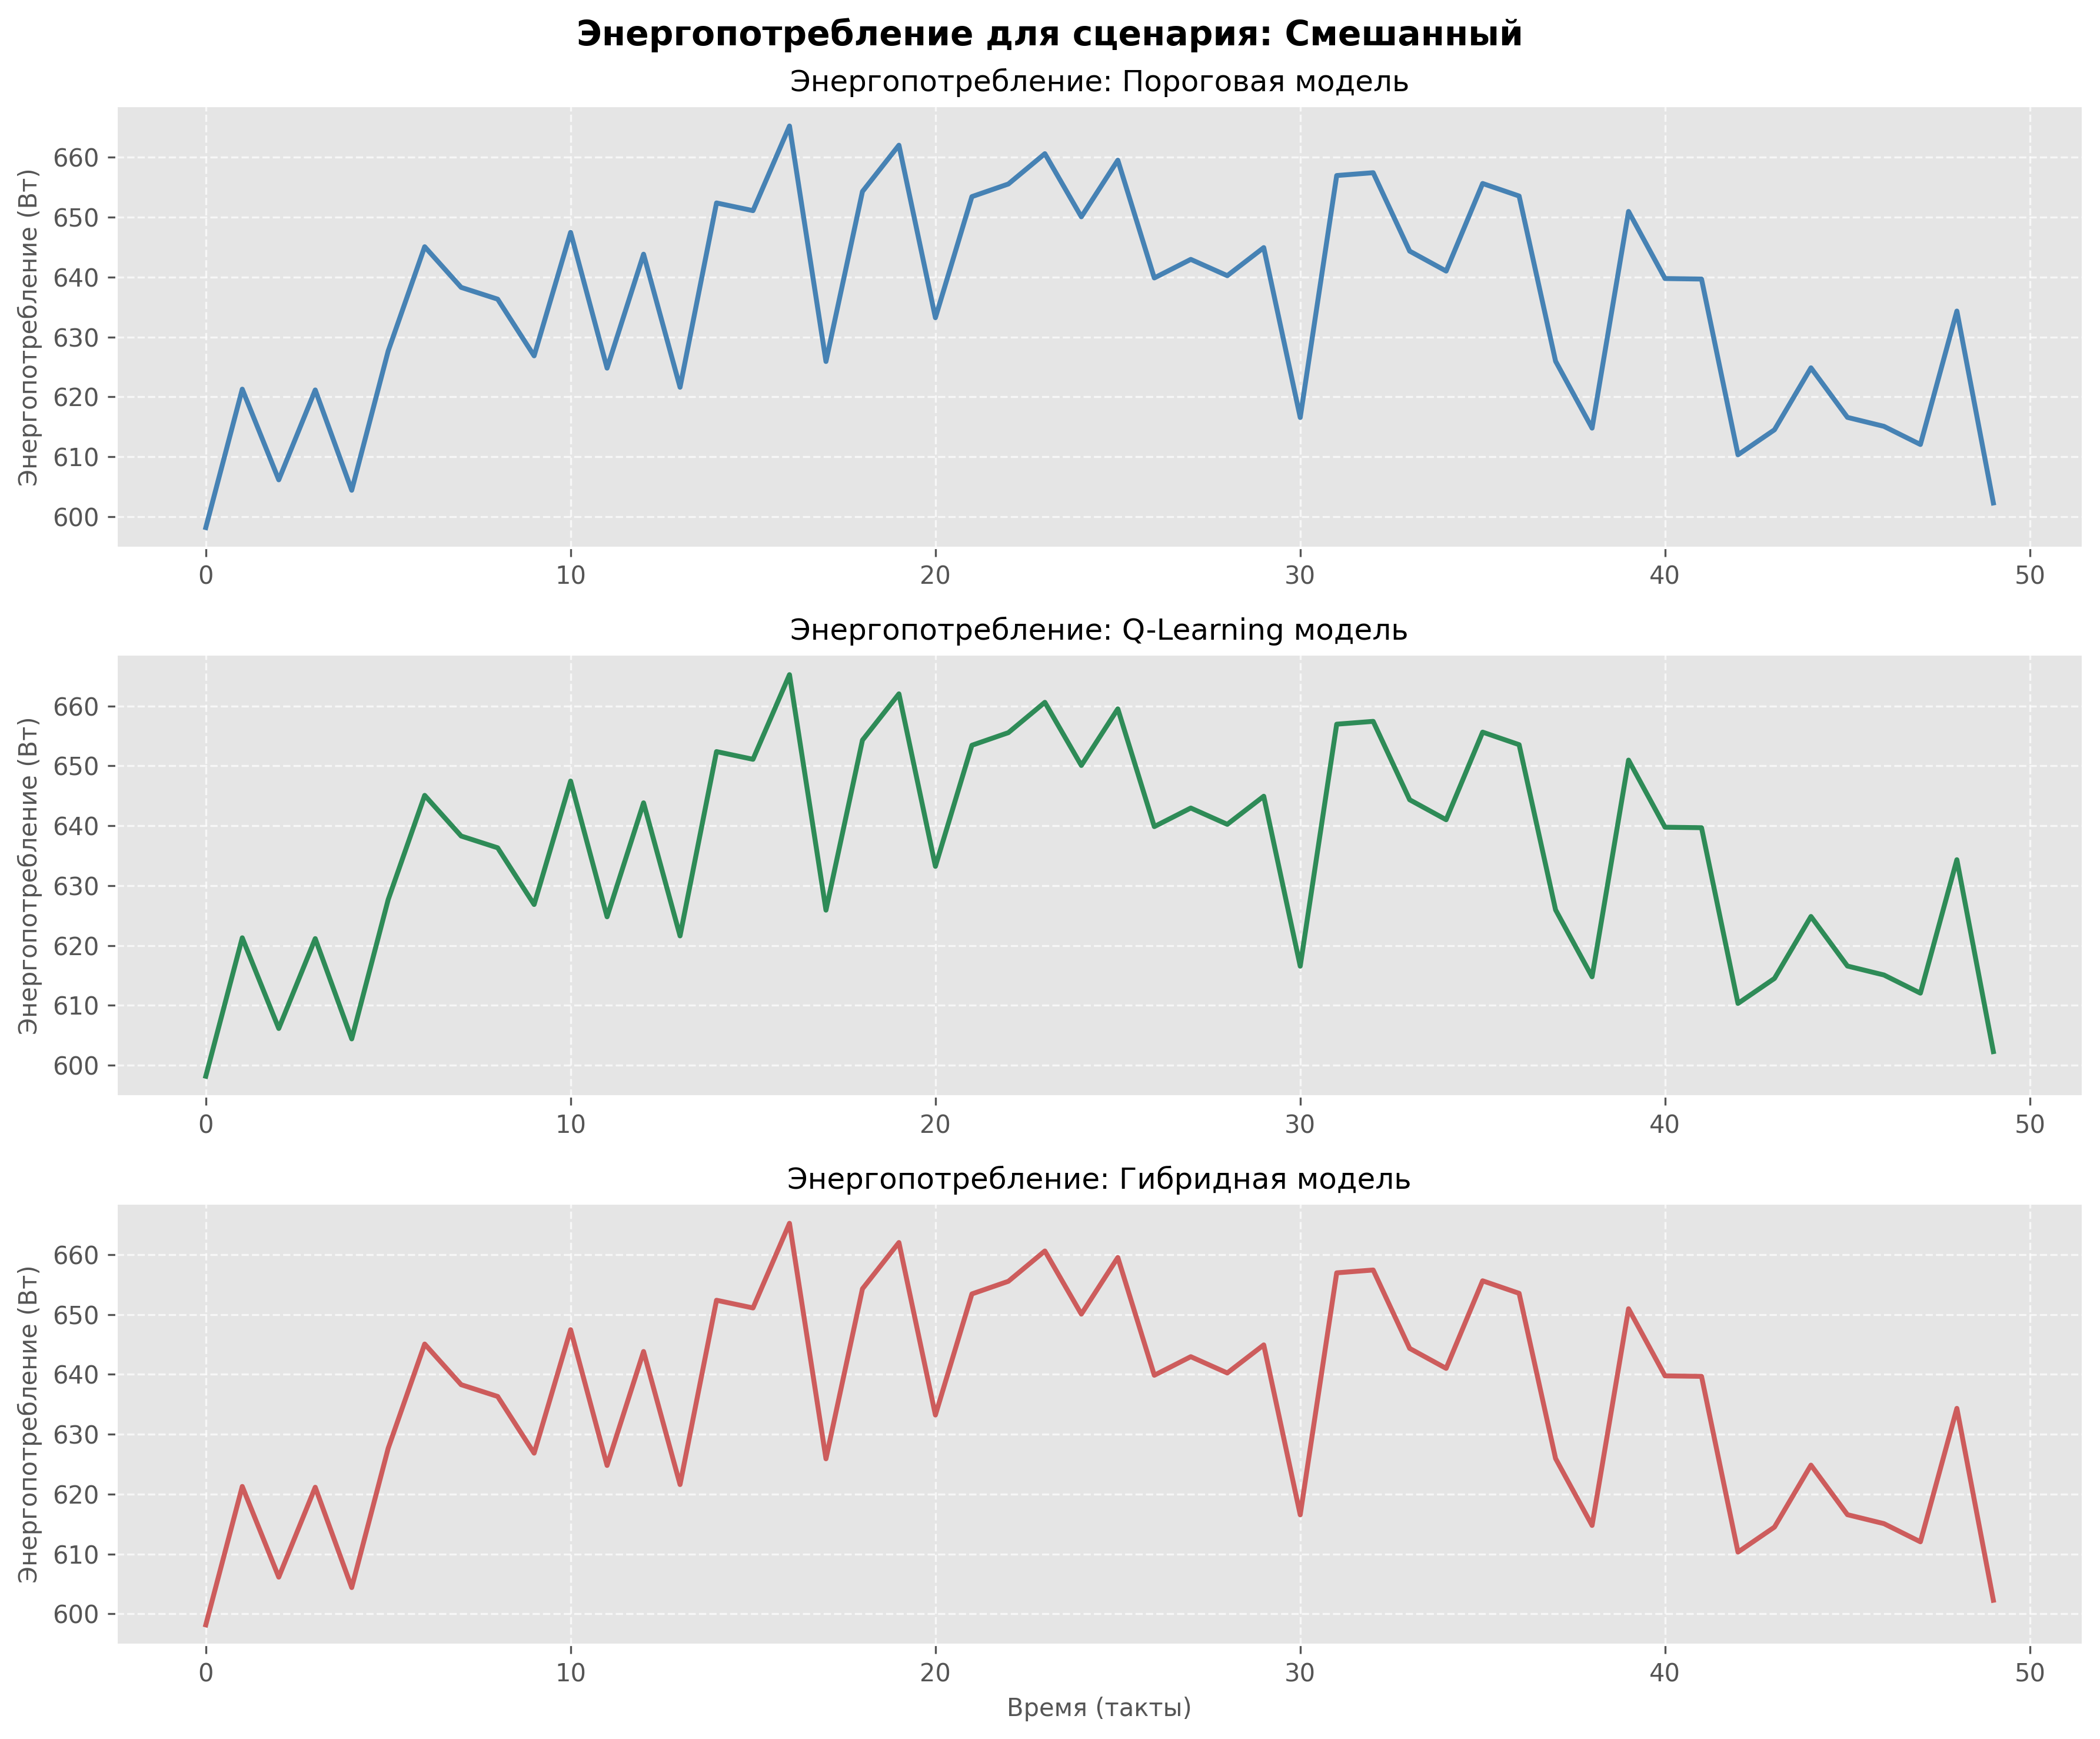 Энергопотребление для сценария: Смешанный
Энергопотребление: Пороговая модель
Энергопотребление (Вт)
660
650
640
630
620
610
600
0 10 20 30 40 50
Энергопотребление: Q-Learning модель
Энергопотребление (Вт)
660
650
640
630
620
610
600
0 10 20 30 40 50
Энергопотребление: Гибридная модель
Энергопотребление (Вт)
660
650
640
630
620
610
600
0 10 20 30 40 50
Время (такты)